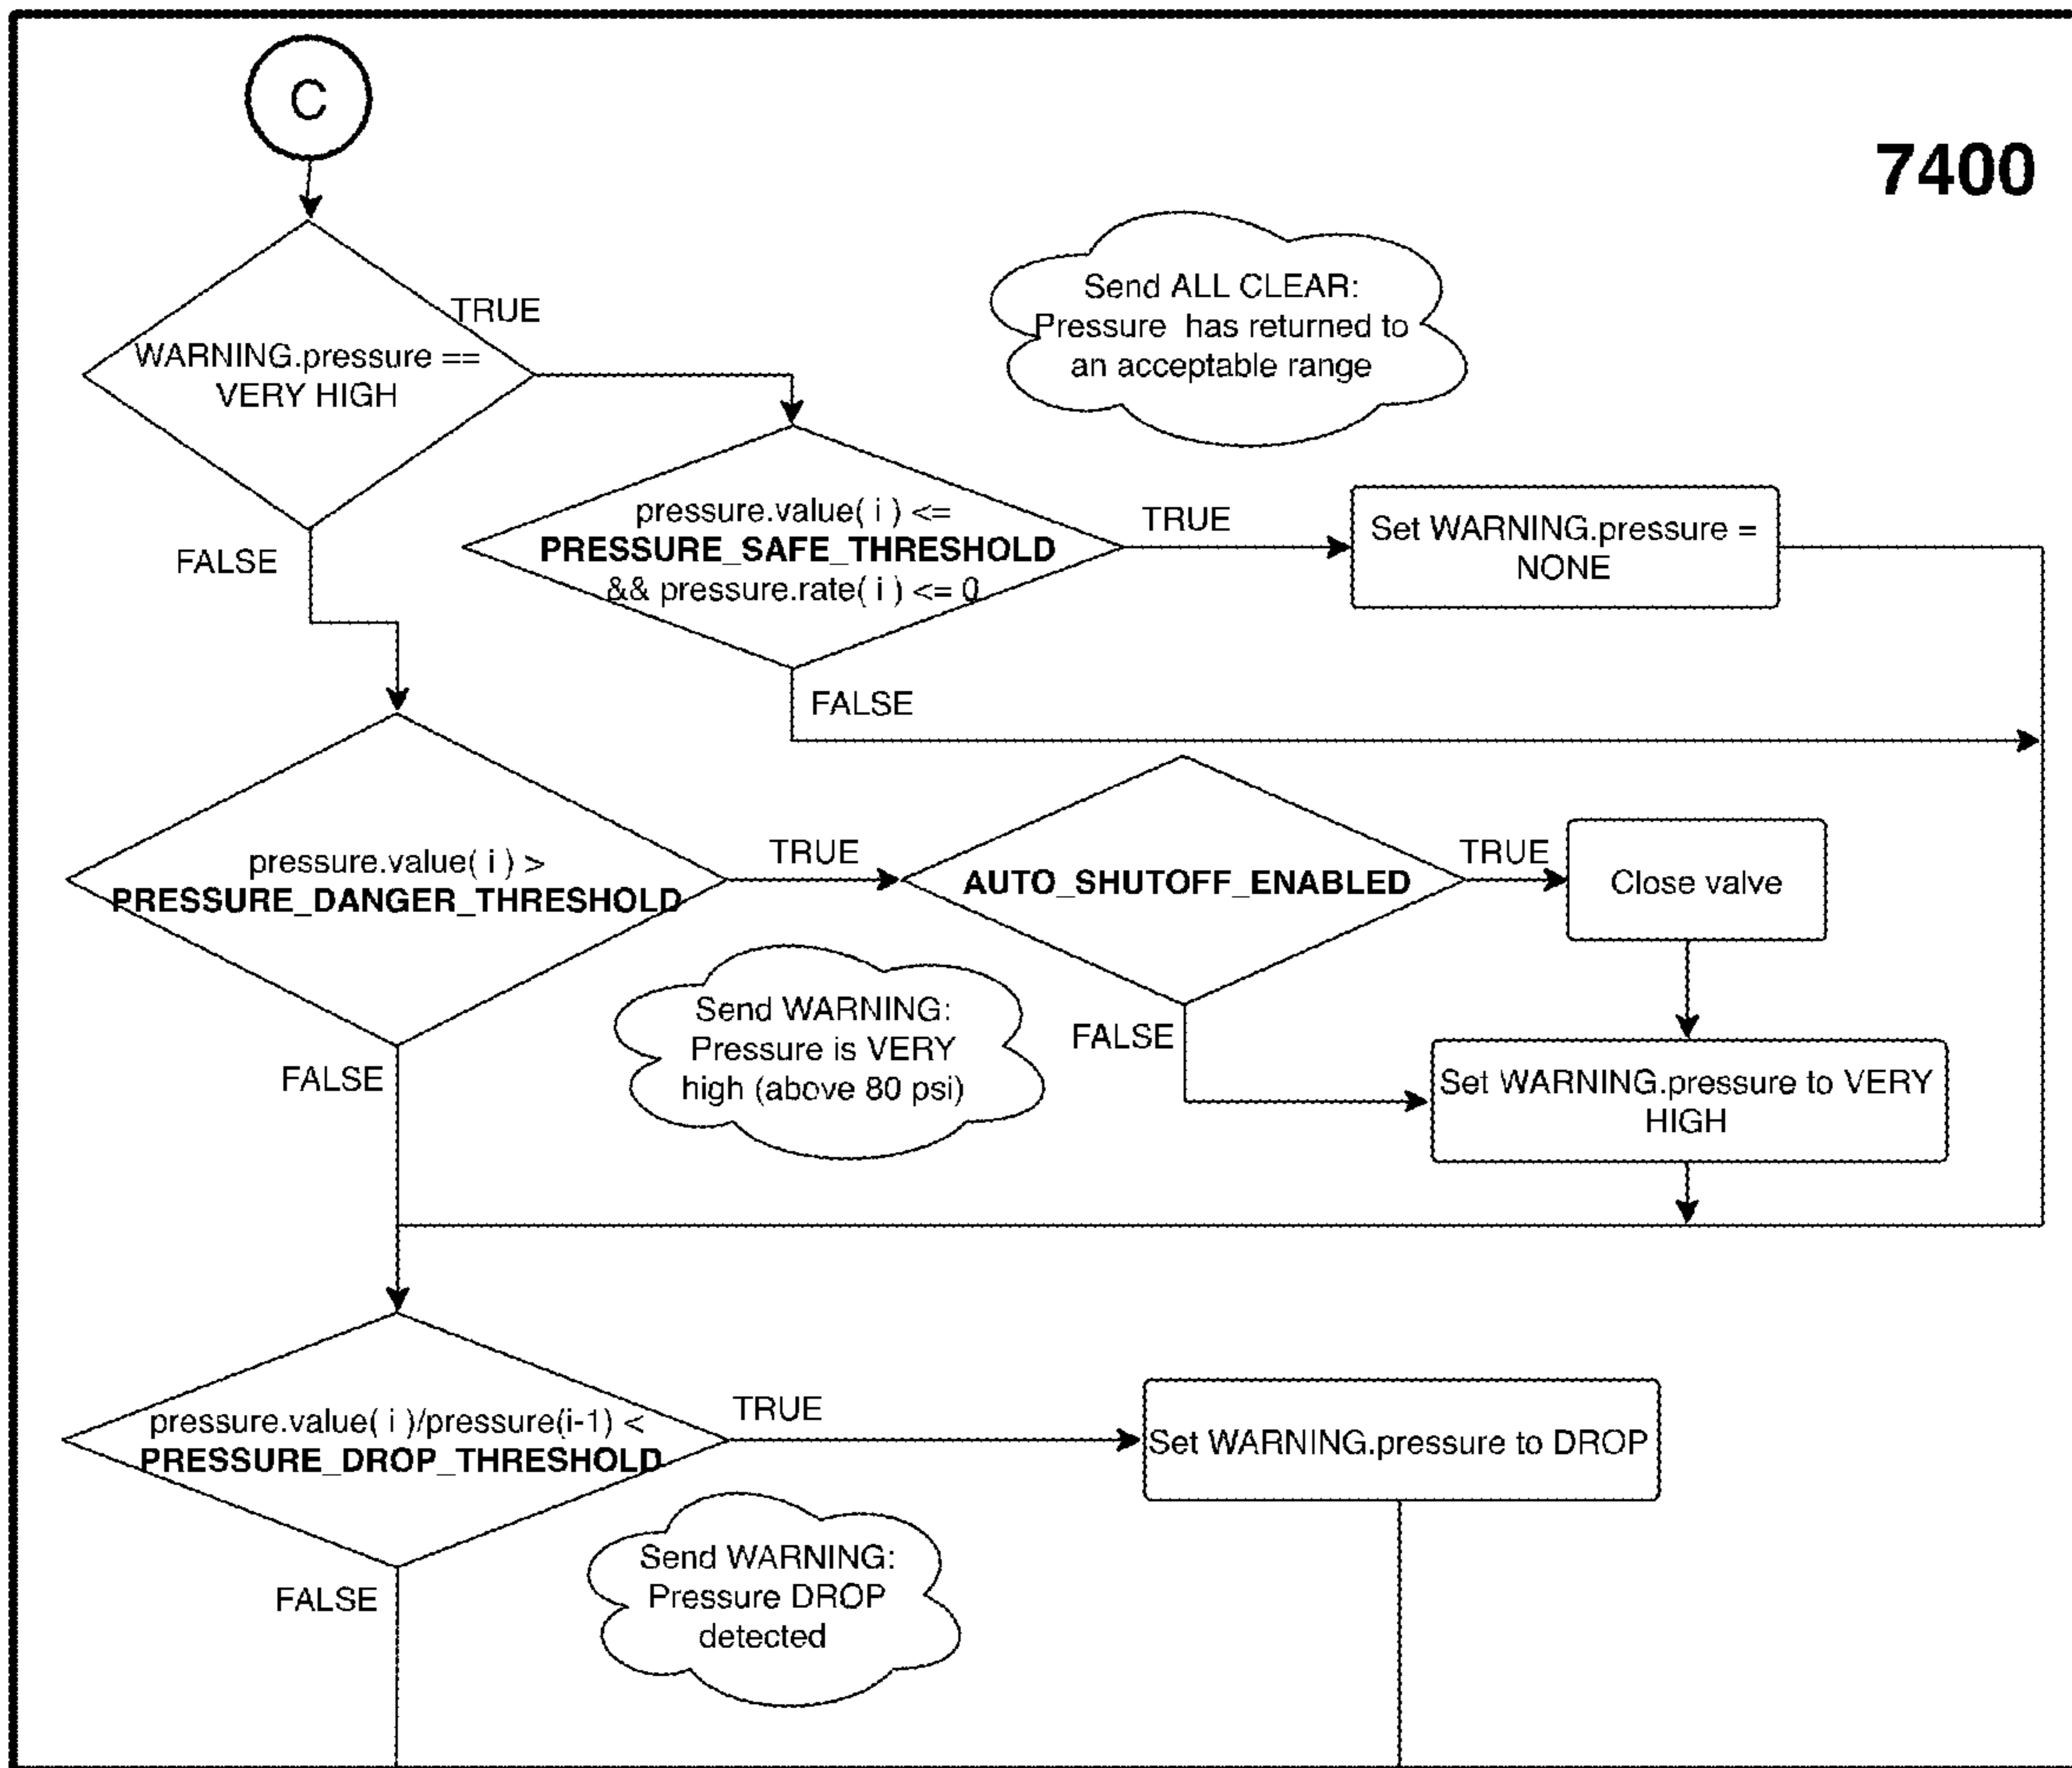 C
7400
TRUE
WARNING.pressure ==
VERY HIGH
FALSE
Send ALL CLEAR:
Pressure has returned to
an acceptable range
pressure.value( i ) <=
PRESSURE_SAFE_THRESHOLD
&& pressure.rate( i ) <= 0
TRUE
Set WARNING.pressure =
NONE
FALSE
pressure.value( i ) >
PRESSURE_DANGER_THRESHOLD
TRUE
AUTO_SHUTOFF_ENABLED
TRUE
Close valve
FALSE
Send WARNING:
Pressure is VERY
high (above 80 psi)
FALSE
Set WARNING.pressure to VERY
HIGH
pressure.value( i )/pressure(i-1) <
PRESSURE_DROP_THRESHOLD
TRUE
Set WARNING.pressure to DROP
FALSE
Send WARNING:
Pressure DROP
detected